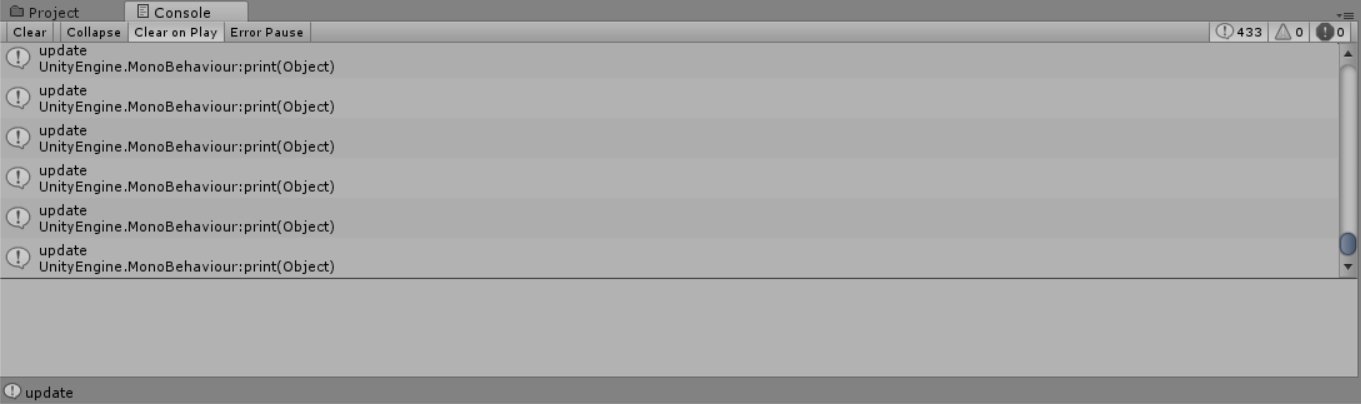 Project Console
Clear Collapse Clear on Play Error Pause 433 0 0
update
UnityEngine.MonoBehaviour:print(Object)
update
UnityEngine.MonoBehaviour:print(Object)
update
UnityEngine.MonoBehaviour:print(Object)
update
UnityEngine.MonoBehaviour:print(Object)
update
UnityEngine.MonoBehaviour:print(Object)
update
UnityEngine.MonoBehaviour:print(Object)
update